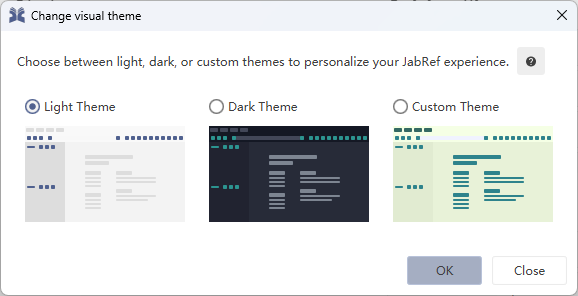 Change visual theme
Choose between light, dark, or custom themes to personalize your JabRef experience. ?
Light Theme
Dark Theme
Custom Theme
OK
Close